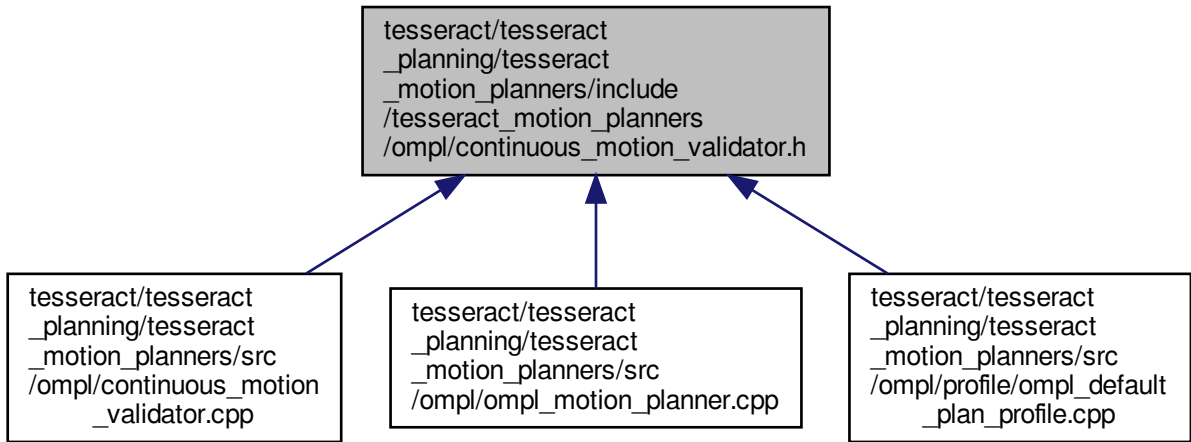 tesseract/tesseract
_planning/tesseract
_motion_planners/include
/tesseract_motion_planners
/ompl/continuous_motion_validator.h
tesseract/tesseract
_planning/tesseract
_motion_planners/src
/ompl/continuous_motion
_validator.cpp
tesseract/tesseract
_planning/tesseract
_motion_planners/src
/ompl/ompl_motion_planner.cpp
tesseract/tesseract
_planning/tesseract
_motion_planners/src
/ompl/profile/ompl_default
_plan_profile.cpp